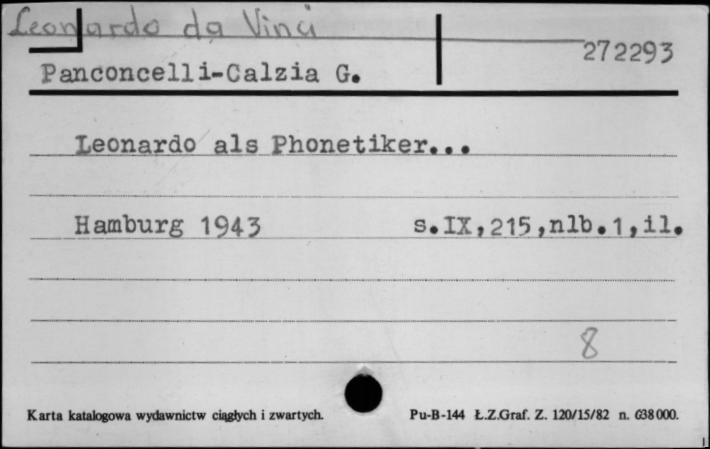 Leonardo da Vinci
272293
Panconcelli-Calzia G.
Leonardo als Phonetiker...
Hamburg 1943 s.IX,215,nlb.1,il.
8
Karta katalogowa wydawnictw ciągłych i zwartych. Pu-B-144 Ł.Z.Graf. Z. 120/15/82 n. 638000.